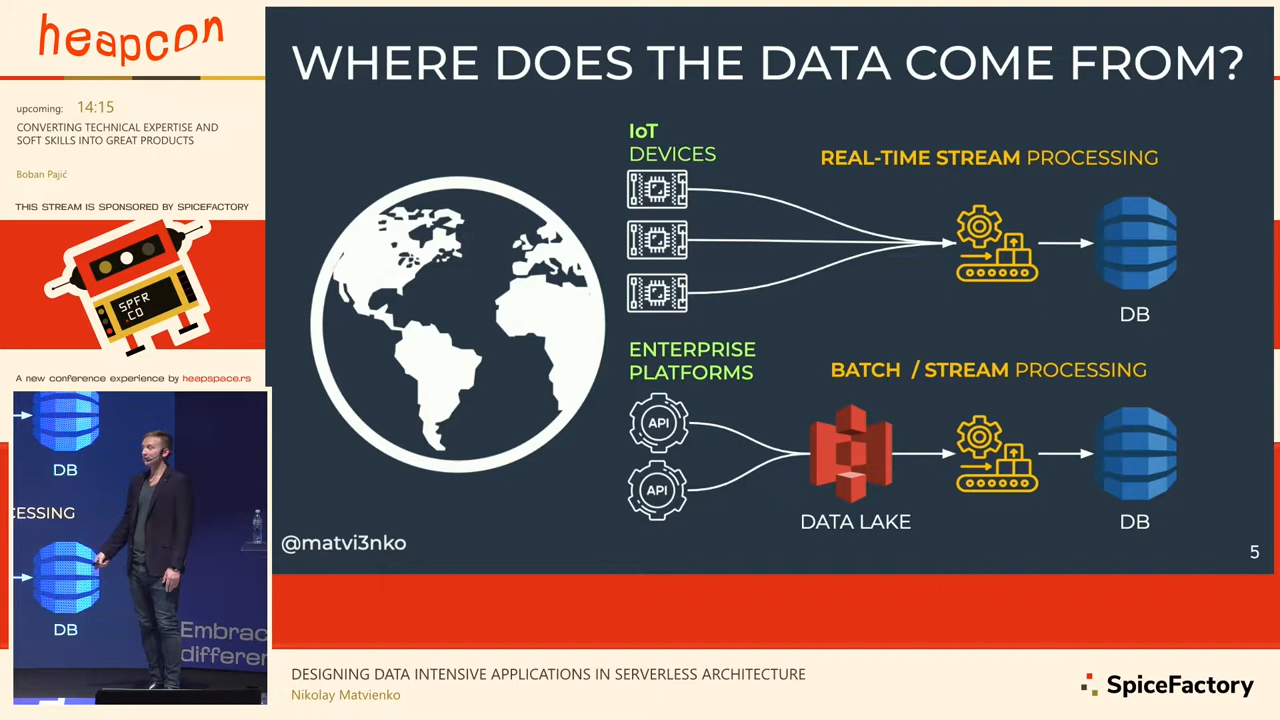 heapcon
upcoming: 14:15
CONVERTING TECHNICAL EXPERTISE AND
SOFT SKILLS INTO GREAT PRODUCTS
Boban Pajić
THIS STREAM IS SPONSORED BY SPICEFACTORY
SPFR
.CO
A new conference experience by heapspace.rs
DB
CESSING
DB
Embrac
differen
WHERE DOES THE DATA COME FROM?
IoT
DEVICES
REAL-TIME STREAM PROCESSING
DB
ENTERPRISE
PLATFORMS
BATCH / STREAM PROCESSING
API
API
DATA LAKE
DB
@matvi3nko
5
DESIGNING DATA INTENSIVE APPLICATIONS IN SERVERLESS ARCHITECTURE
Nikolay Matvienko
SpiceFactory